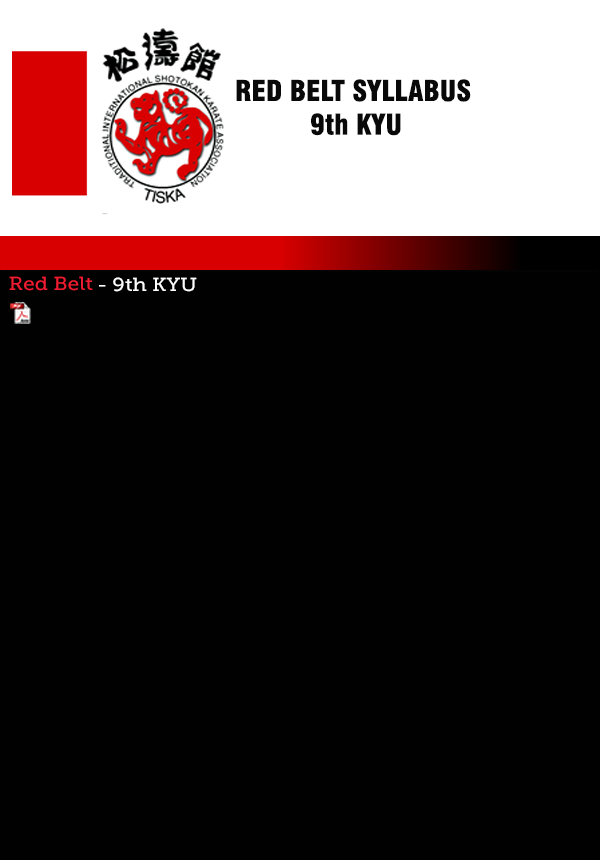 松濤館
TRADITIONAL INTERNATIONAL SHOTOKAN KARATE ASSOCIATION
TISKA
RED BELT SYLLABUS
9th KYU
Red Belt - 9th KYU